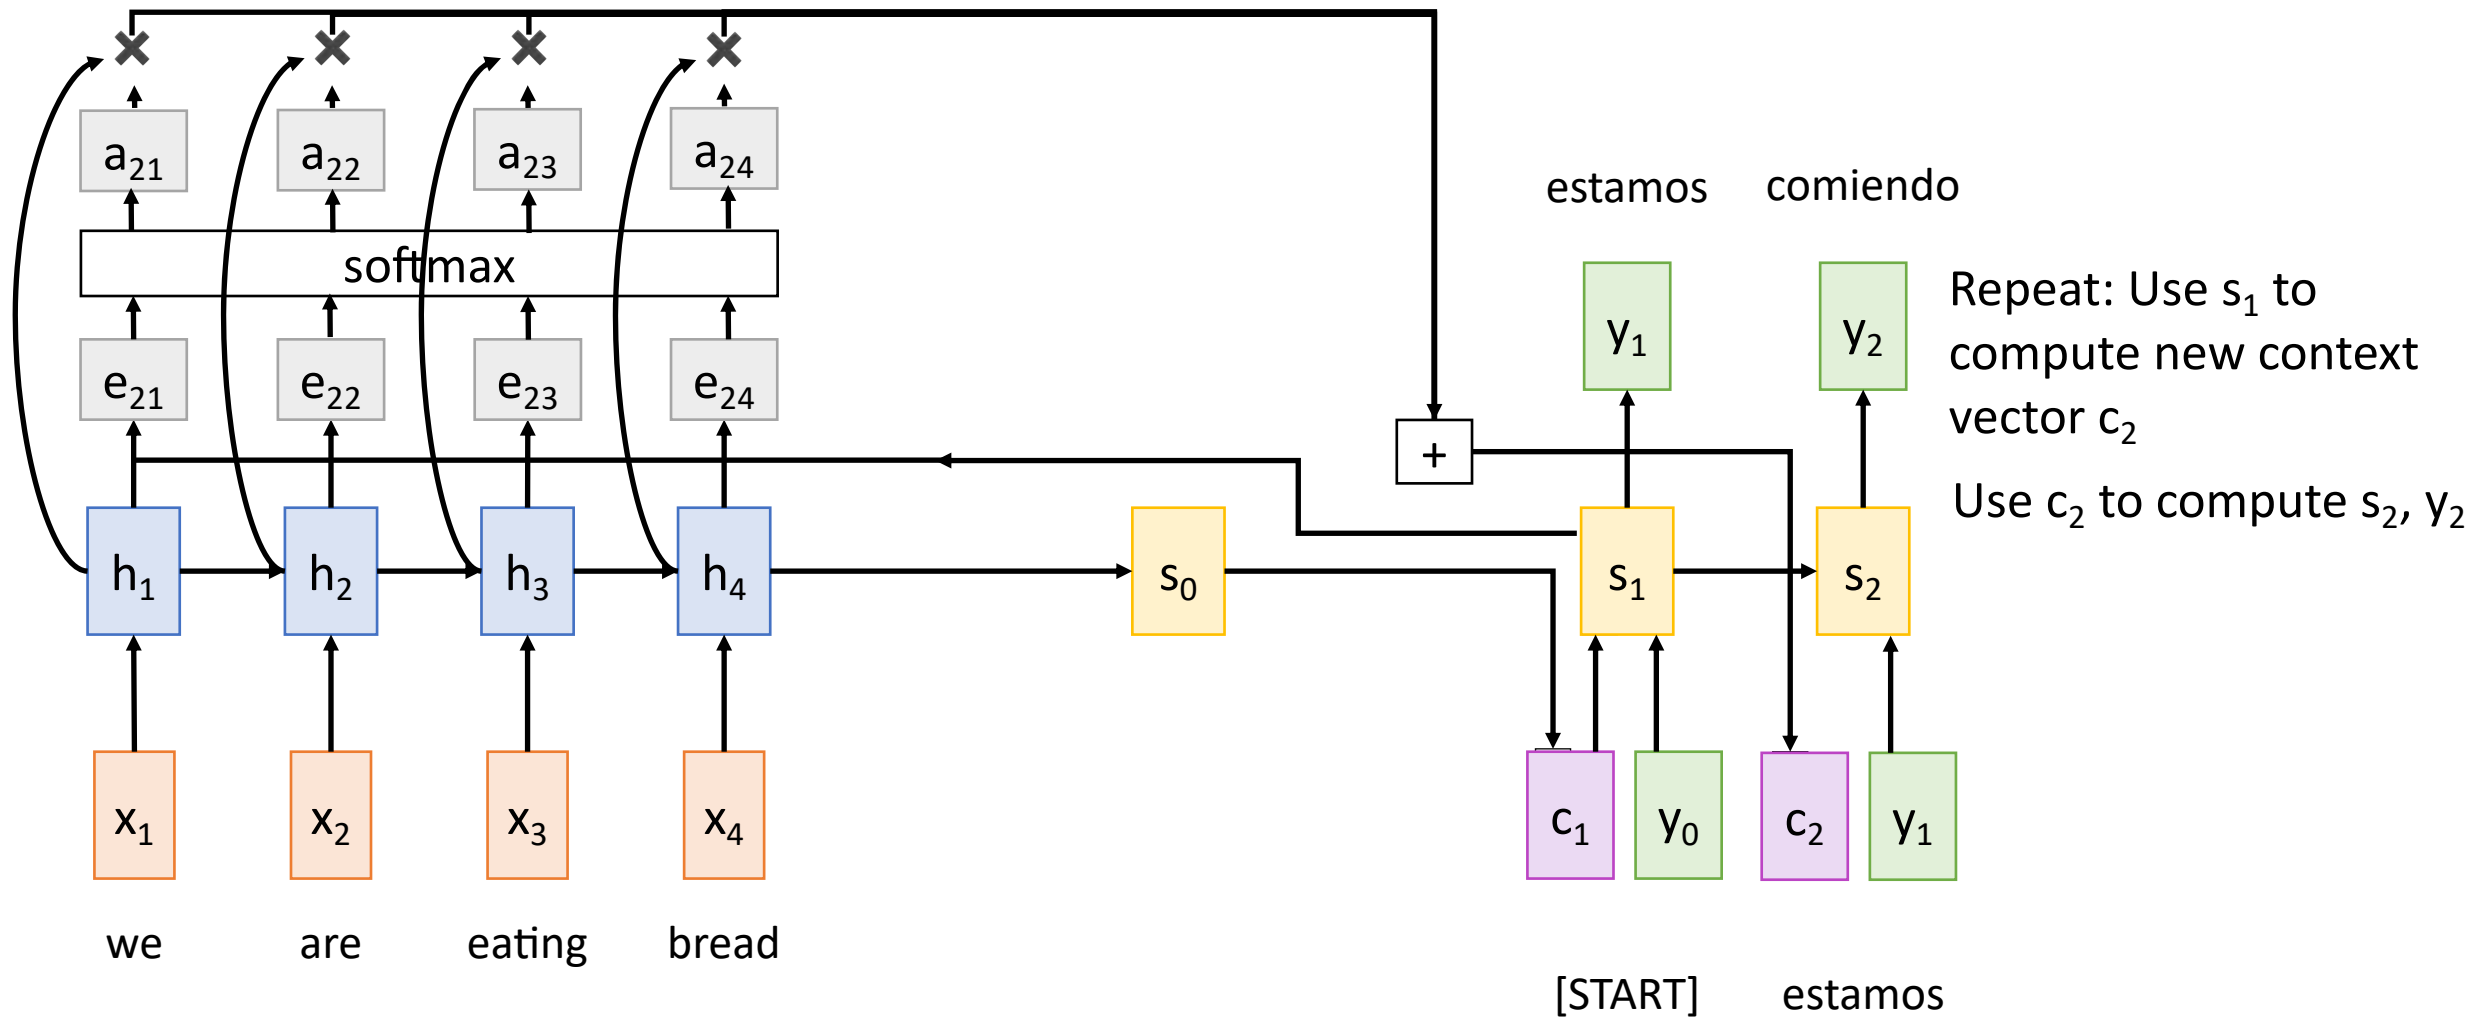 a21 a22 a23 a24
estamos comiendo
softmax
y1 y2
Repeat: Use s1 to
compute new context
vector c2
e21 e22 e23 e24
+
Use c2 to compute s2, y2
h1 h2 h3 h4 s0 s1 s2
x1 x2 x3 x4 c1 y0 c2 y1
we are eating bread
[START] estamos